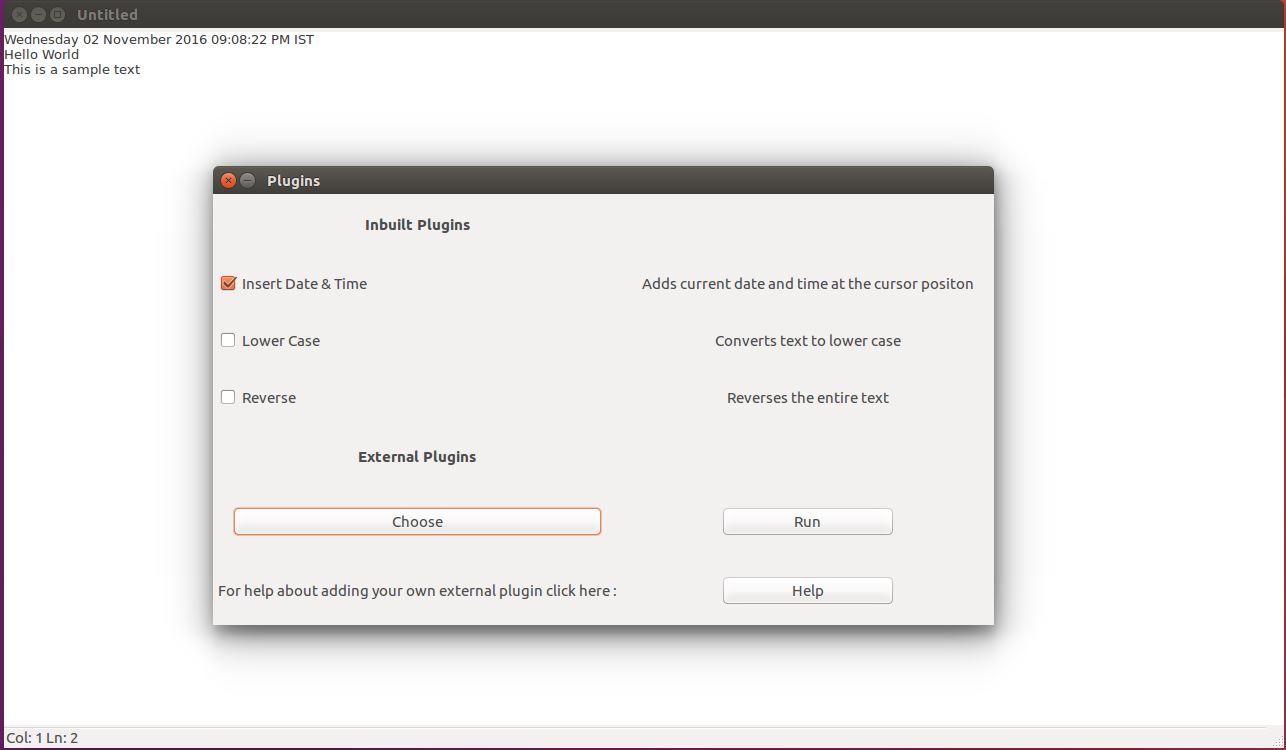 Untitled
Wednesday 02 November 2016 09:08:22 PM IST
Hello World
This is a sample text
Plugins
Inbuilt Plugins
Insert Date & Time Adds current date and time at the cursor positon
Lower Case Converts text to lower case
Reverse Reverses the entire text
External Plugins
Choose Run
For help about adding your own external plugin click here : Help
Col: 1 Ln: 2